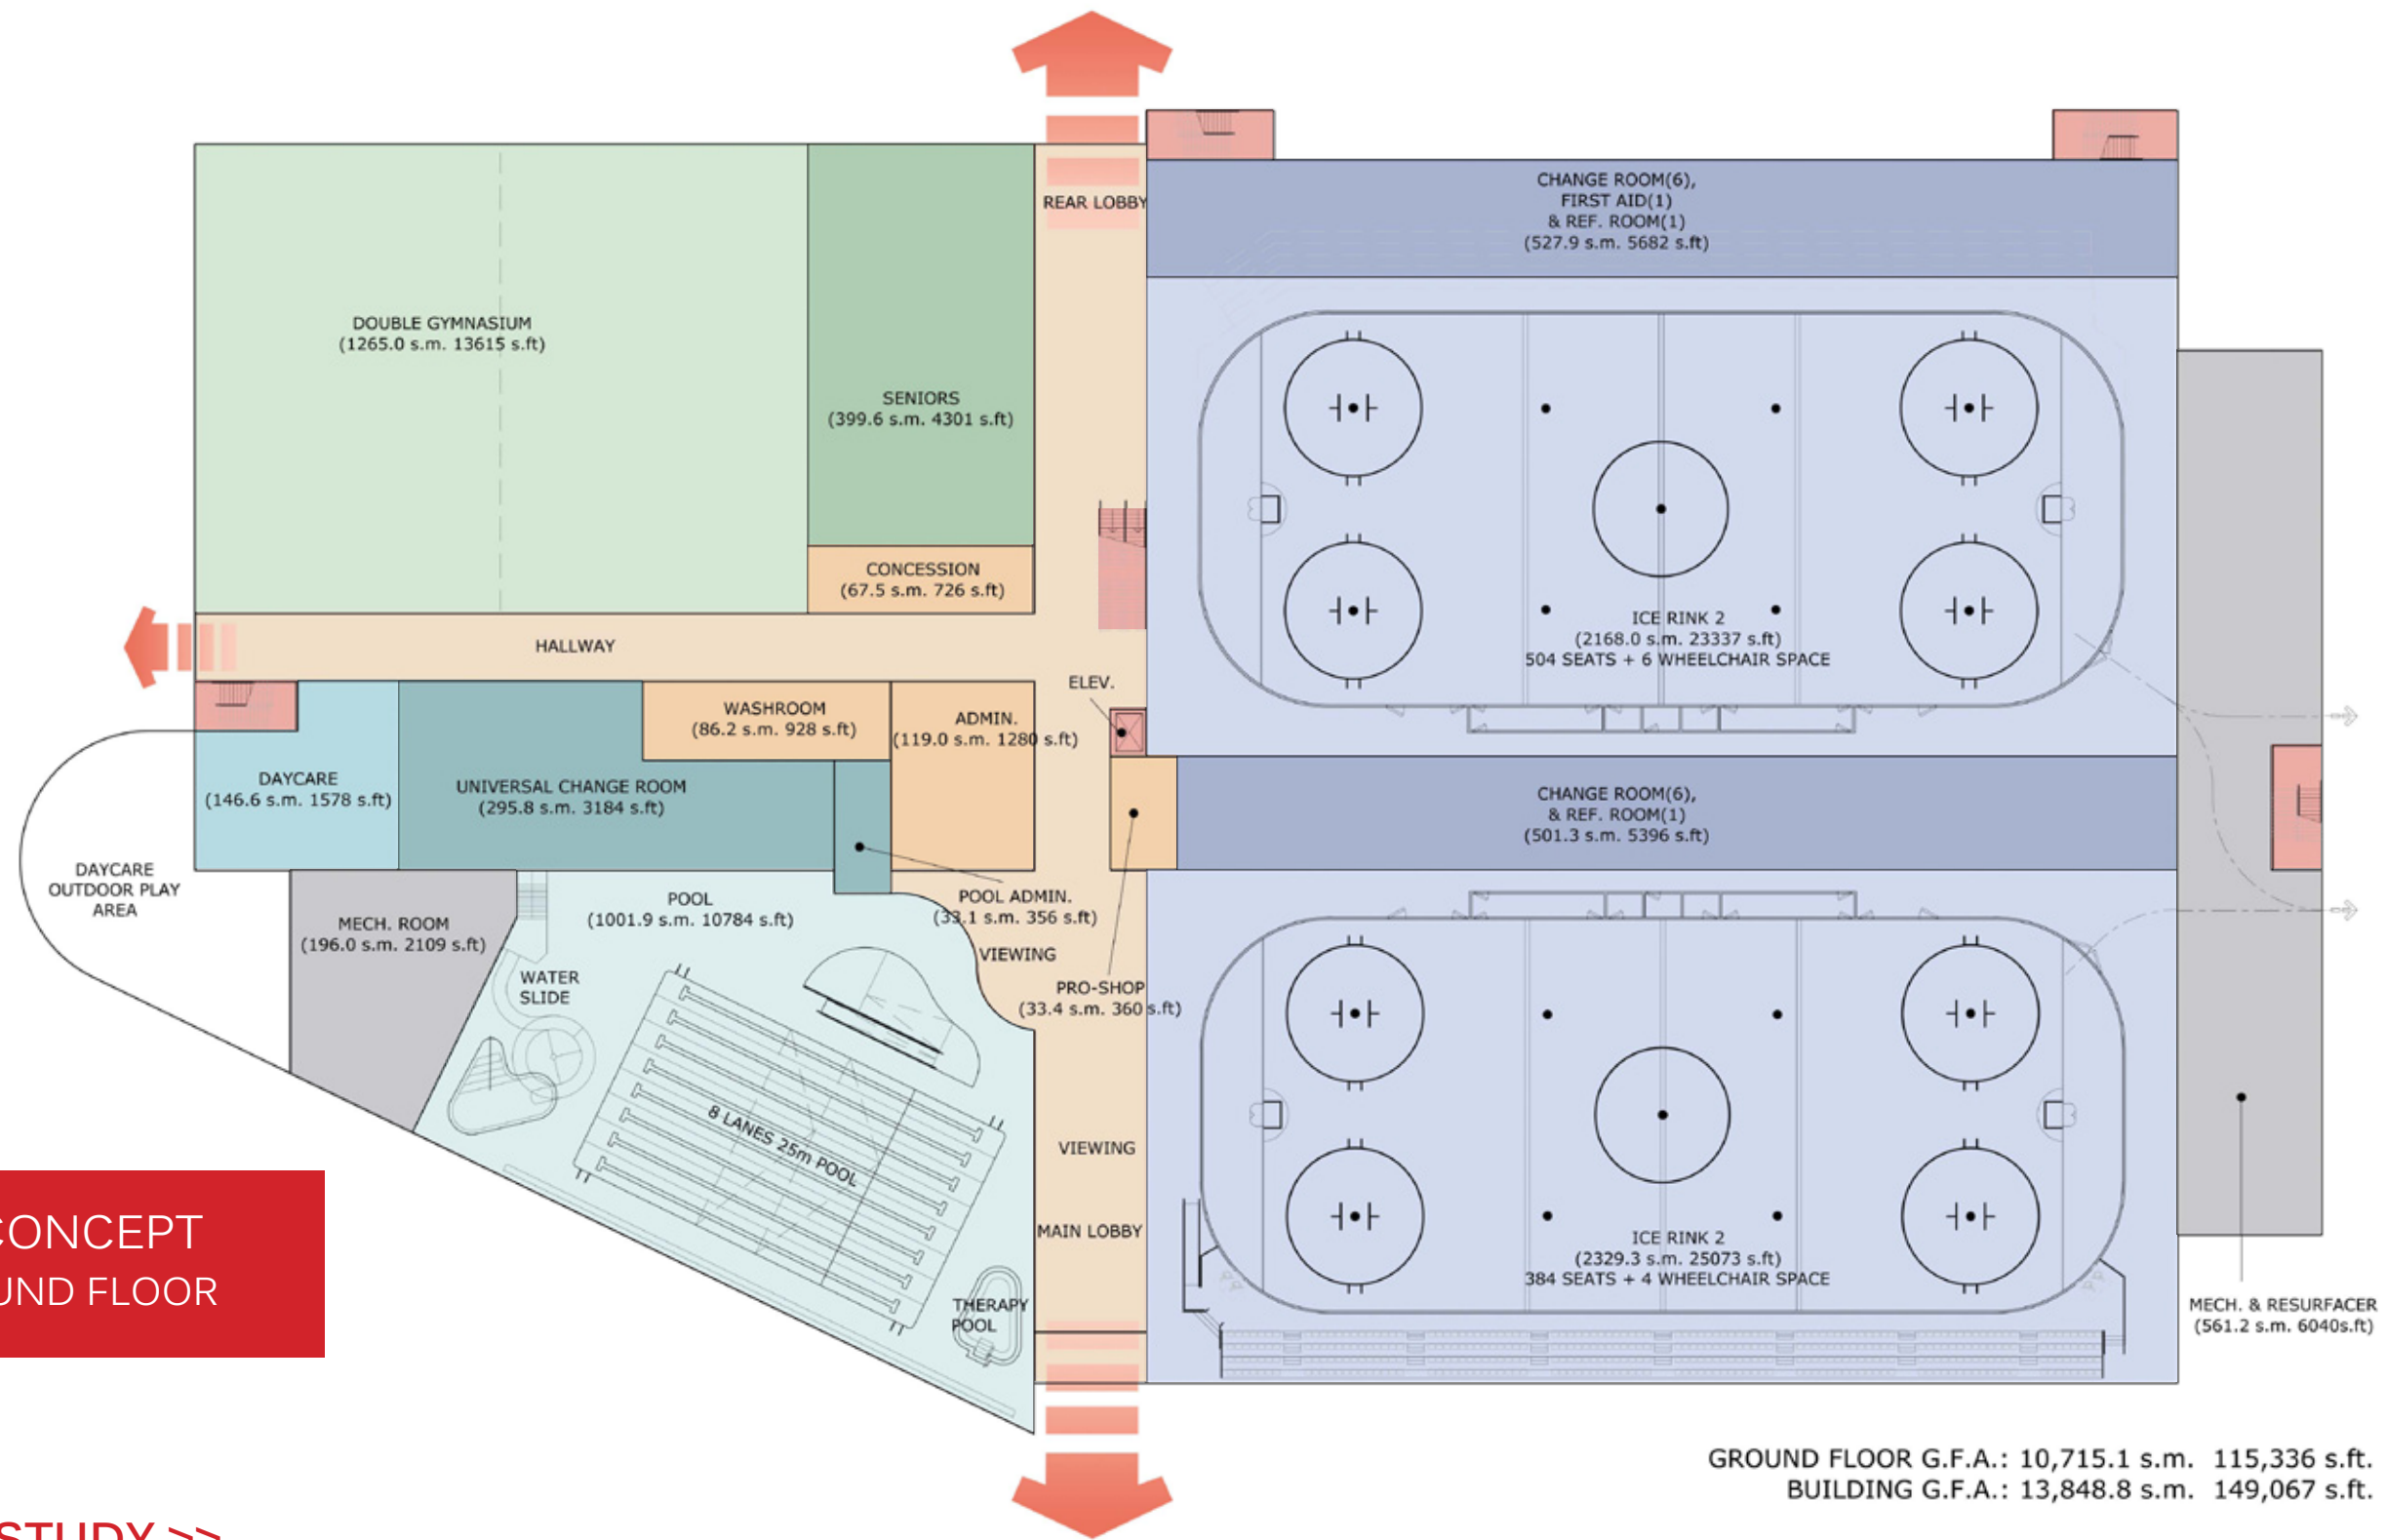 REAR LOBBY
CHANGE ROOM(6),
FIRST AID(1)
& REF. ROOM(1)
(527.9 s.m. 5682 s.ft)
DOUBLE GYMNASIUM
(1265.0 s.m. 13615 s.ft)
SENIORS
(399.6 s.m. 4301 s.ft)
CONCESSION
(67.5 s.m. 726 s.ft)
HALLWAY
ICE RINK 2
(2168.0 s.m. 23337 s.ft)
504 SEATS + 6 WHEELCHAIR SPACE
ELEV.
WASHROOM
(86.2 s.m. 928 s.ft)
ADMIN.
(119.0 s.m. 1280 s.ft)
DAYCARE
(146.6 s.m. 1578 s.ft)
UNIVERSAL CHANGE ROOM
(295.8 s.m. 3184 s.ft)
CHANGE ROOM(6),
& REF. ROOM(1)
(501.3 s.m. 5396 s.ft)
DAYCARE
OUTDOOR PLAY
AREA
MECH. ROOM
(196.0 s.m. 2109 s.ft)
POOL
(1001.9 s.m. 10784 s.ft)
POOL ADMIN.
(33.1 s.m. 356 s.ft)
VIEWING
WATER
SLIDE
PRO-SHOP
(33.4 s.m. 360 s.ft)
8 LANES 25m POOL
VIEWING
MAIN LOBBY
THERAPY
POOL
ICE RINK 2
(2329.3 s.m. 25073 s.ft)
384 SEATS + 4 WHEELCHAIR SPACE
MECH. & RESURFACER
(561.2 s.m. 6040s.ft)
CONCEPT
UND FLOOR
GROUND FLOOR G.F.A.: 10,715.1 s.m. 115,336 s.ft.
BUILDING G.F.A.: 13,848.8 s.m. 149,067 s.ft.
STUDY >>